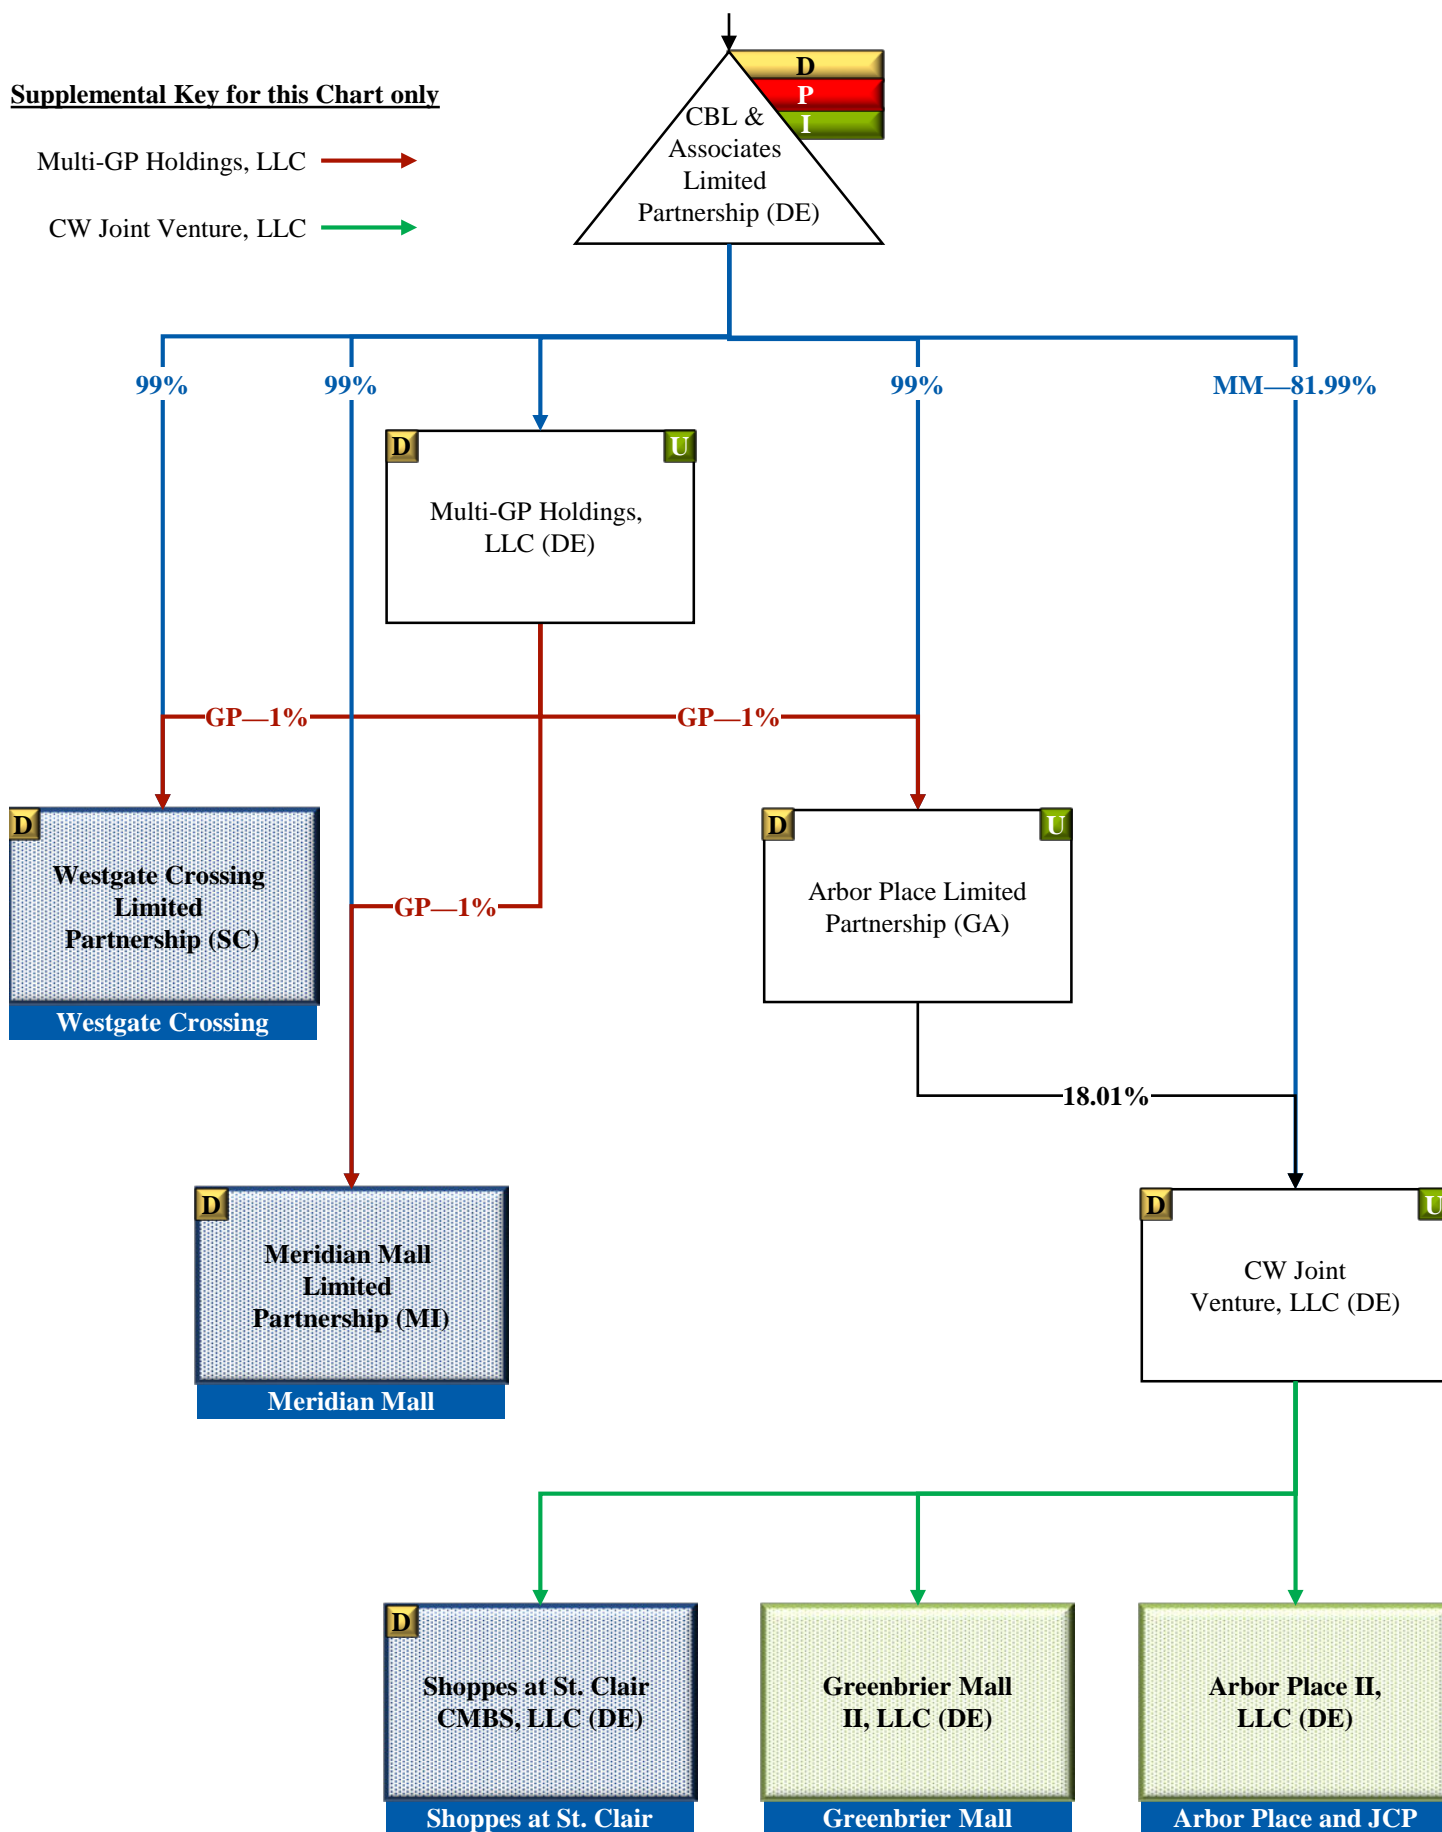 Supplemental Key for this Chart only
Multi-GP Holdings, LLC
CW Joint Venture, LLC
D
P
I
CBL &
Associates
Limited
Partnership (DE)
99%
99%
99%
MM—81.99%
D
U
Multi-GP Holdings,
LLC (DE)
GP—1%
GP—1%
D
Westgate Crossing
Limited
Partnership (SC)
Westgate Crossing
GP—1%
D
U
Arbor Place Limited
Partnership (GA)
18.01%
D
Meridian Mall
Limited
Partnership (MI)
Meridian Mall
D
U
CW Joint
Venture, LLC (DE)
D
Shoppes at St. Clair
CMBS, LLC (DE)
Shoppes at St. Clair
Greenbrier Mall
II, LLC (DE)
Greenbrier Mall
Arbor Place II,
LLC (DE)
Arbor Place and JCP